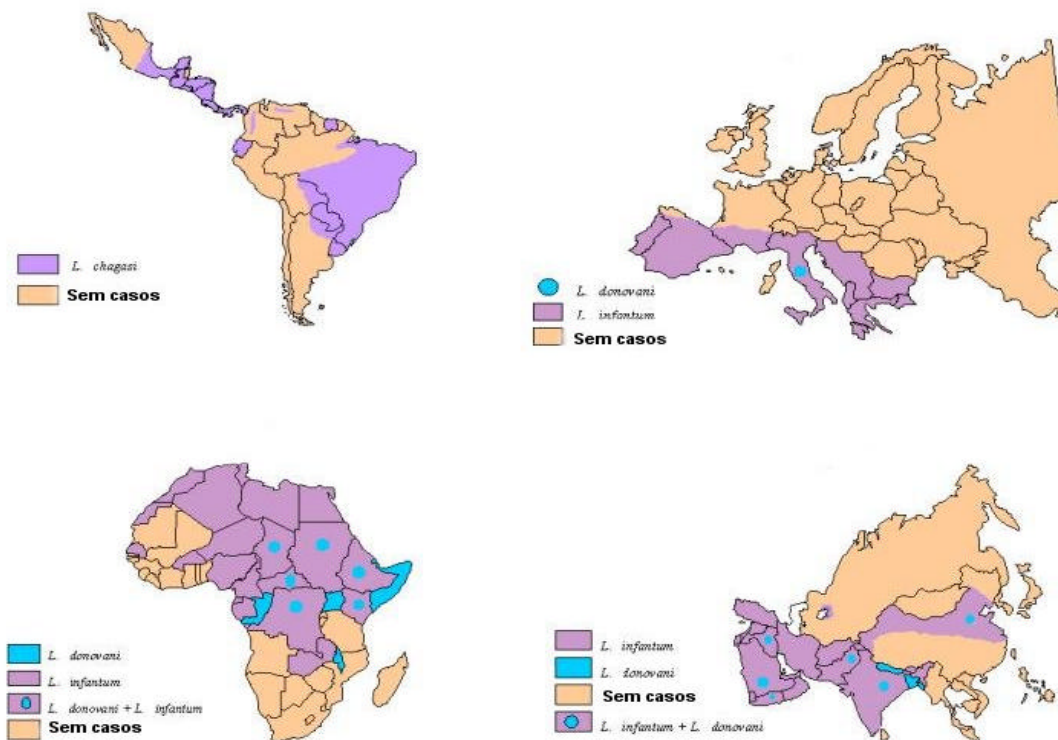 L. chagasi
Sem casos
L. donovani
L. infantum
Sem casos
L. donovani
L. infantum
L. donovani + L. infantum
Sem casos
L. infantum
L. donovani
Sem casos
L. infantum + L. donovani